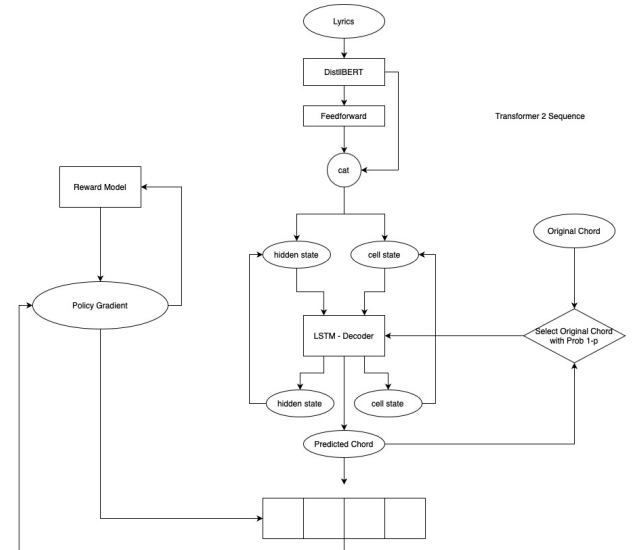 Lyrics
DistilBERT
Feedforward
Transformer 2 Sequence
cat
Reward Model
Original Chord
hidden state
cell state
Policy Gradient
LSTM - Decoder
Select Original Chord
with Prob 1-p
hidden state
cell state
Predicted Chord